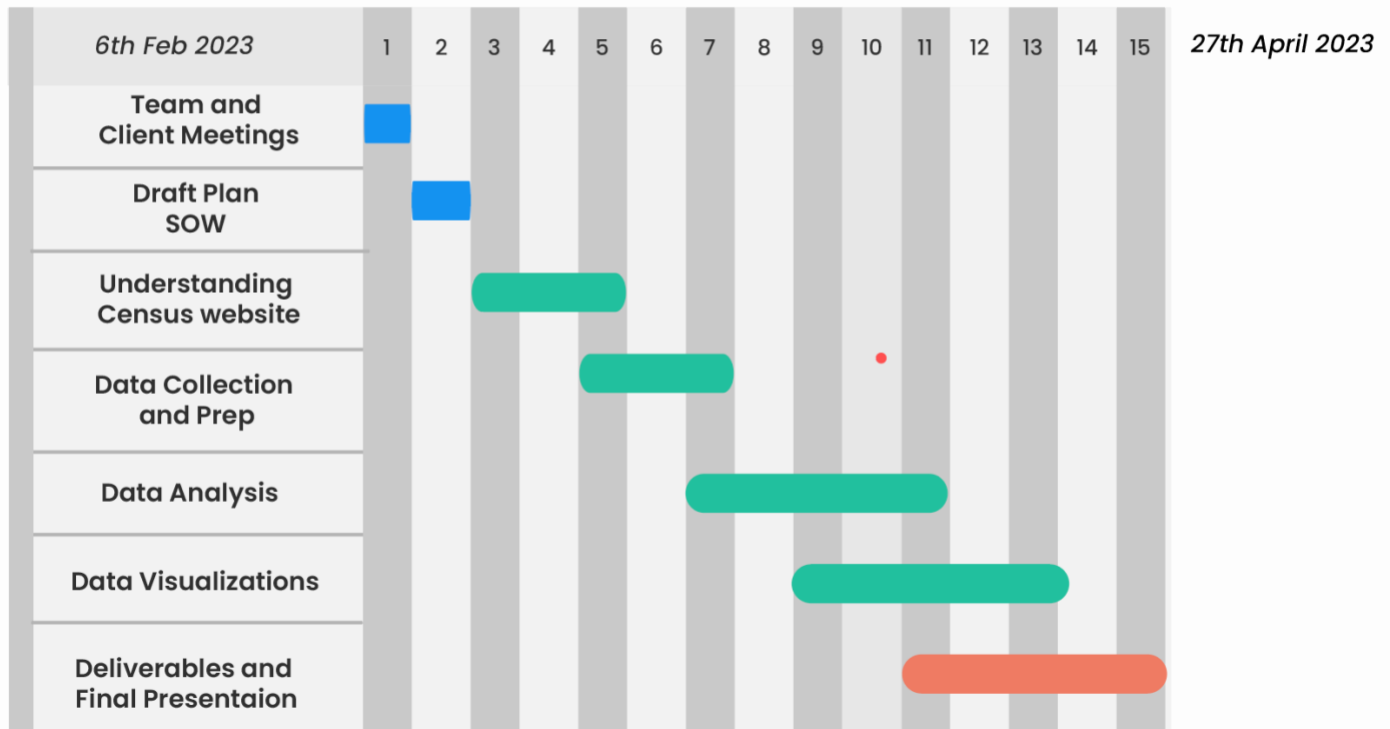 6th Feb 2023
1 2 3 4 5 6 7 8 9 10 11 12 13 14 15
27th April 2023
Team and
Client Meetings
Draft Plan
SOW
Understanding
Census website
Data Collection
and Prep
Data Analysis
Data Visualizations
Deliverables and
Final Presentaion